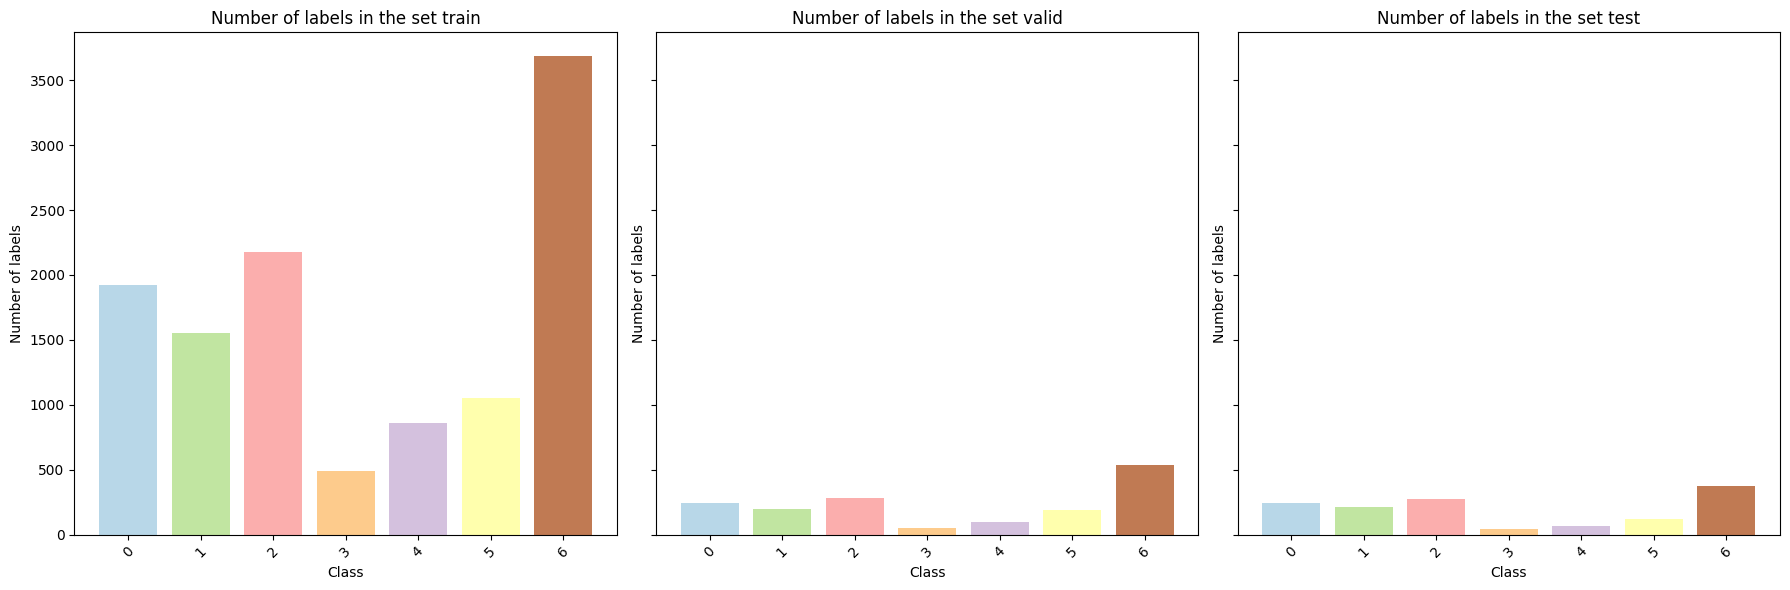 Number of labels in the set train
Number of labels
3500
3000
2500
2000
1500
1000
500
0
0 1 2 3 4 5 6
Class
Number of labels in the set valid
Number of labels
0 1 2 3 4 5 6
Class
Number of labels in the set test
Number of labels
0 1 2 3 4 5 6
Class